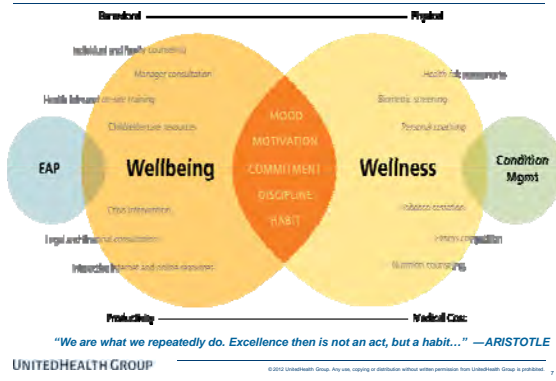 Behavioral Physical
Individual and family counseling
Manager consultation Health risk assessments
Health fairs and on-site training Biometric screening
Child/eldercare resources Personal coaching
MOOD
MOTIVATION
EAP Wellbeing COMMITMENT Wellness Condition Mgmt
DISCIPLINE
HABIT
Crisis intervention Tobacco cessation
Legal and financial consultation Fitness competition
Interactive internet and online resources Nutrition counseling
Productivity Medical Cost
“We are what we repeatedly do. Excellence then is not an act, but a habit…” —ARISTOTLE
UNITEDHEALTH GROUP
© 2012 UnitedHealth Group. Any use, copying or distribution without written permission from UnitedHealth Group is prohibited.
7